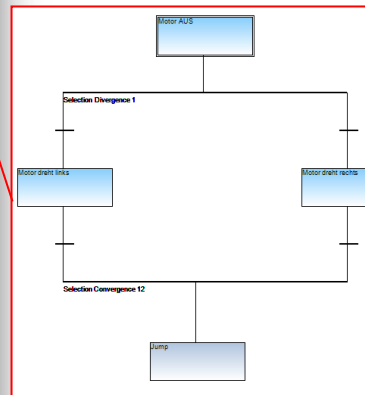 Motor AUS
Selection Divergence 1
Motor dreht links
Motor dreht rechts
Selection Convergence 12
Jump